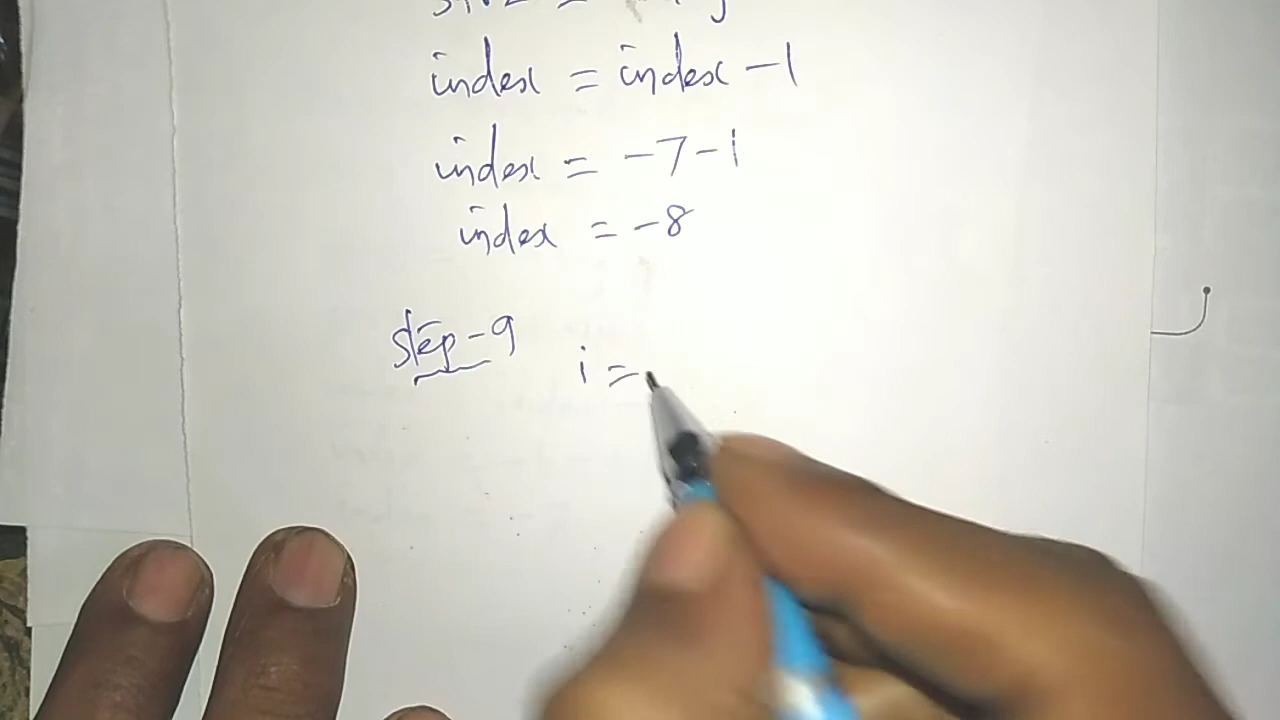 index = index - 1
index = -7-1
index = -8
Step-9 i =